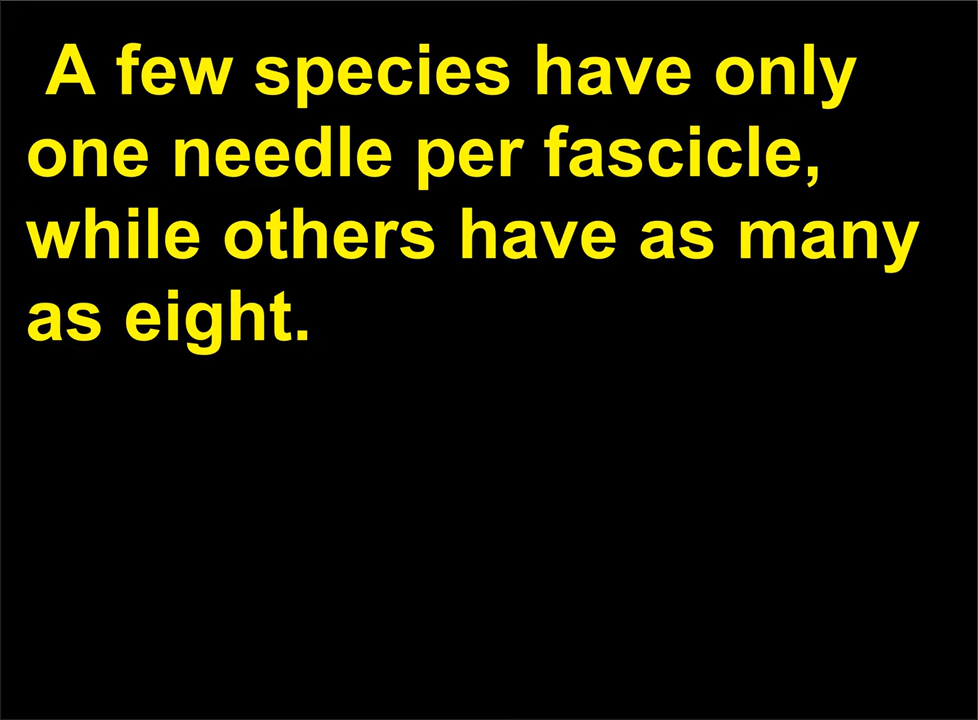 A few species have only
one needle per fascicle,
while others have as many
as eight.